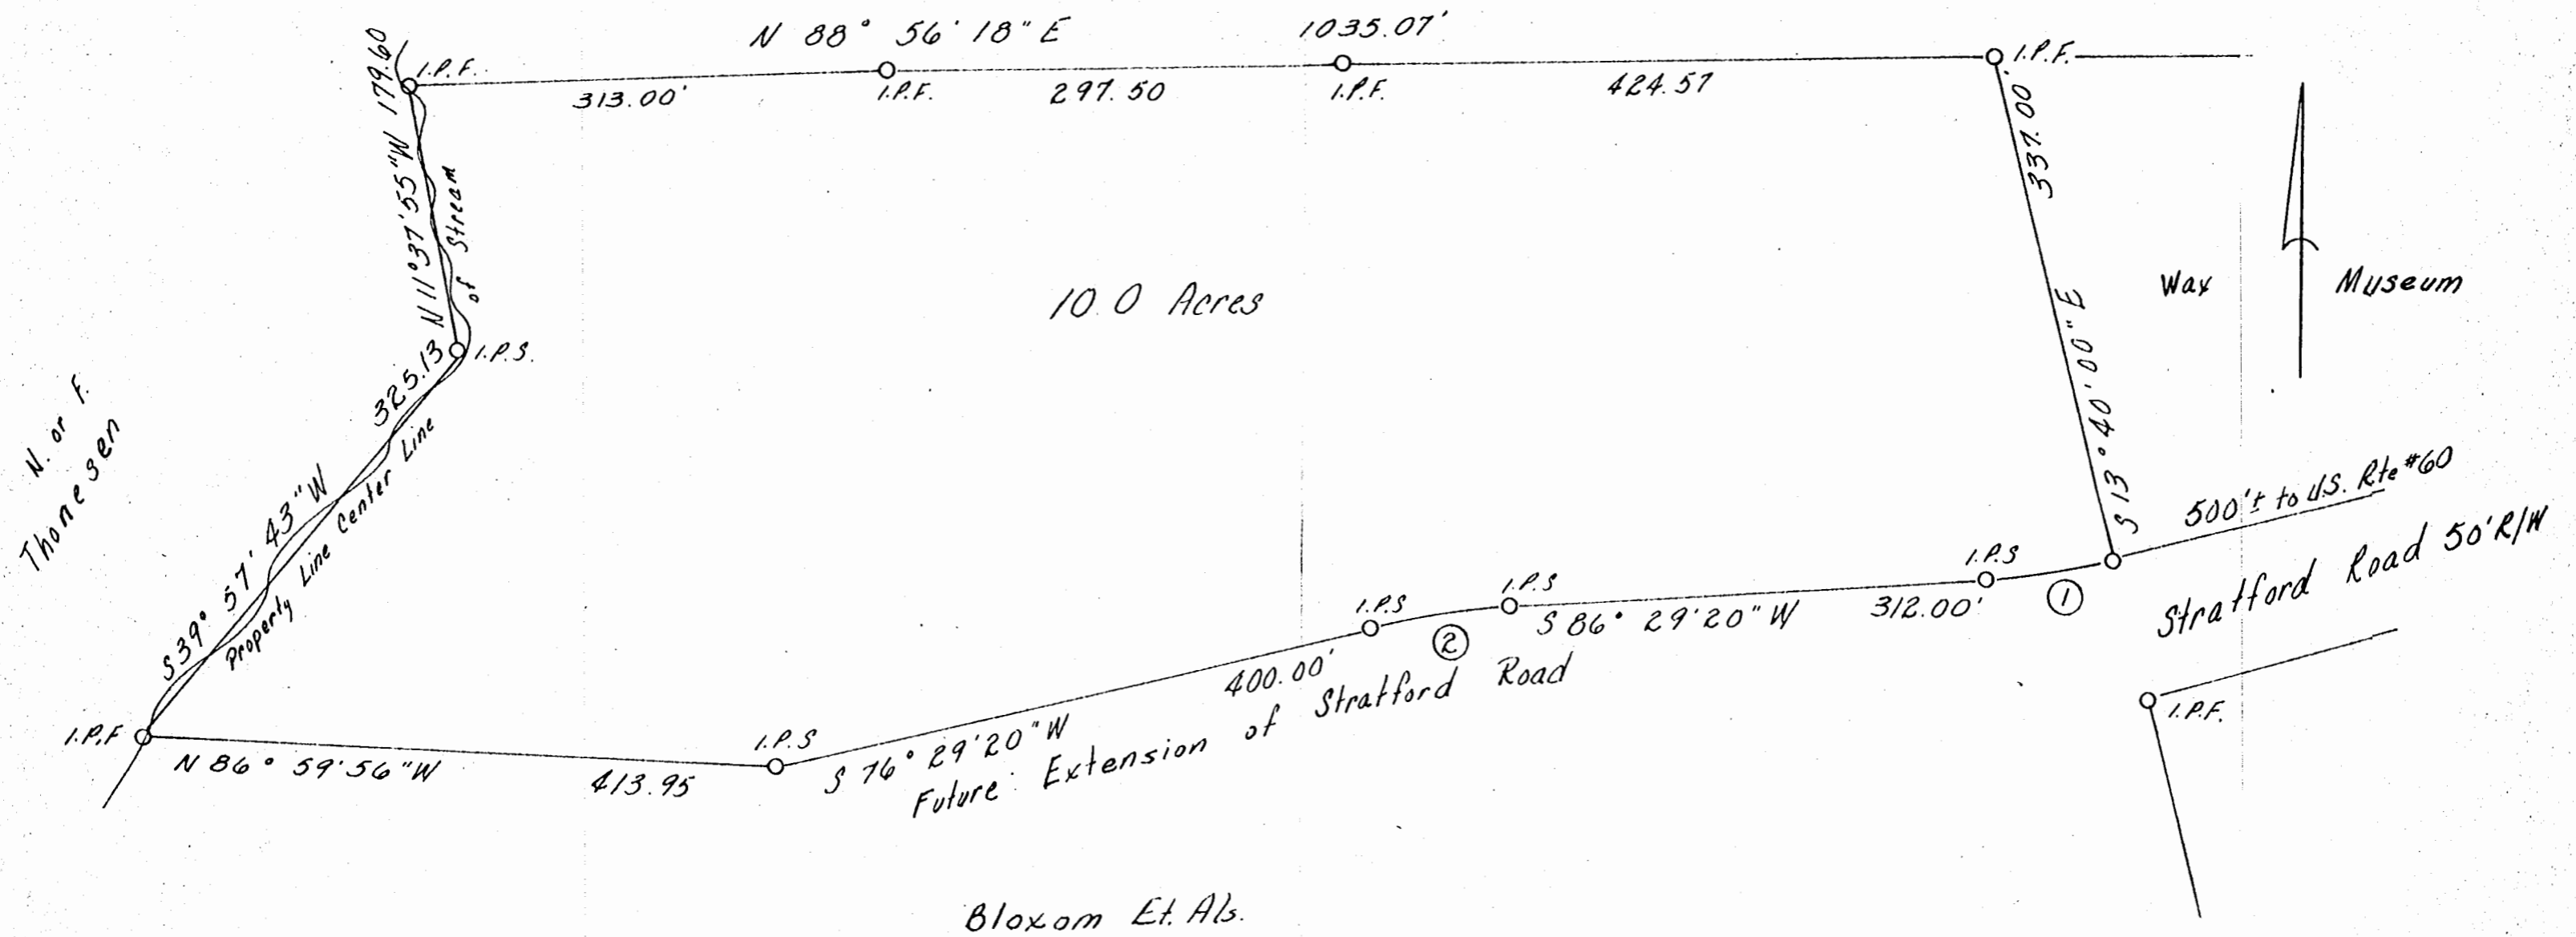 N 88° 56' 18" E 1035.07'
I.P.F. I.P.F. I.P.F. I.P.F.
313.00' 297.50 424.57
N 11° 37' 55" W 179.60
of Stream
337.00'
S 13° 40' 00" E
Wax Museum
10.0 Acres
I.P.S.
325.13
S 39° 57' 43" W
Property Line Center Line
N. or F.
Thonesen
500'± to U.S. Rte #60
Stratford Road 50' R/W
I.P.S
1
I.P.S
S 86° 29' 20" W 312.00'
I.P.S
2
400.00'
S 76° 29' 20" W
Future Extension of Stratford Road
I.P.F.
I.P.F
N 86° 59' 56" W 413.95
I.P.S
Bloxom Et. Als.